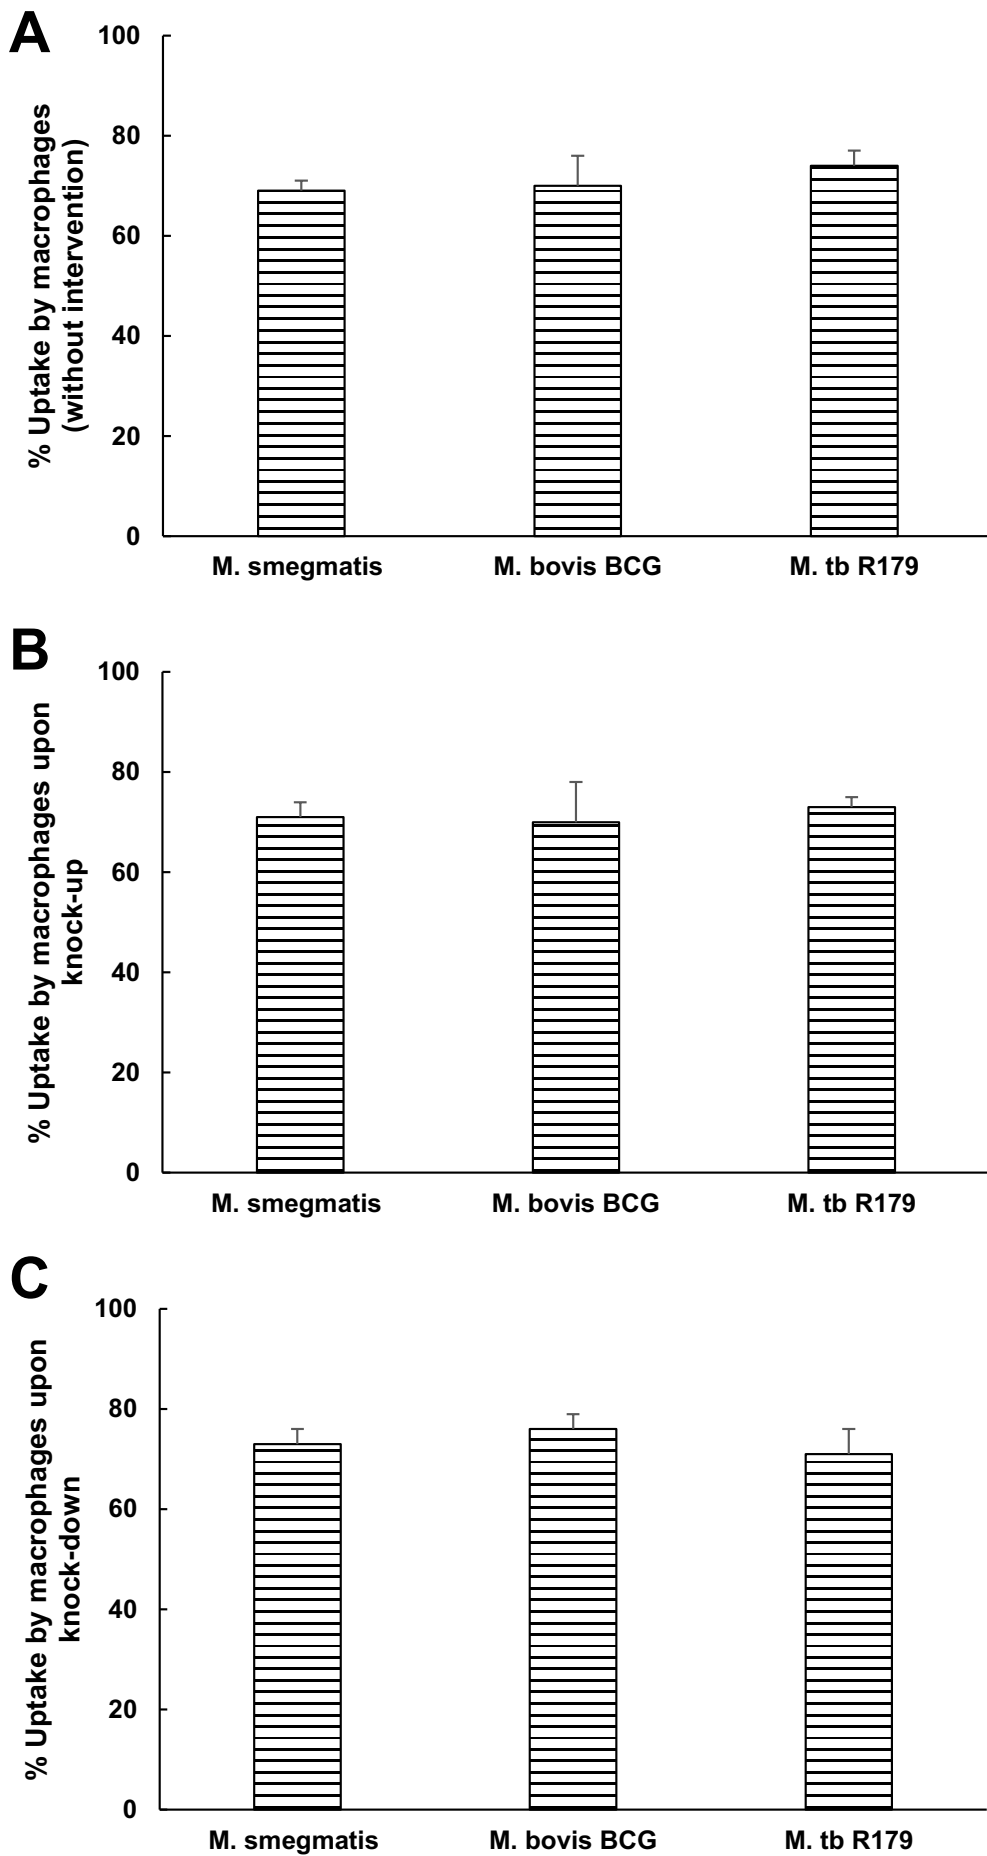 A
% Uptake by macrophages
(without intervention)
100
80
60
40
20
0
M. smegmatis
M. bovis BCG
M. tb R179
B
% Uptake by macrophages upon
knock-up
100
80
60
40
20
0
M. smegmatis
M. bovis BCG
M. tb R179
C
% Uptake by macrophages upon
knock-down
100
80
60
40
20
0
M. smegmatis
M. bovis BCG
M. tb R179